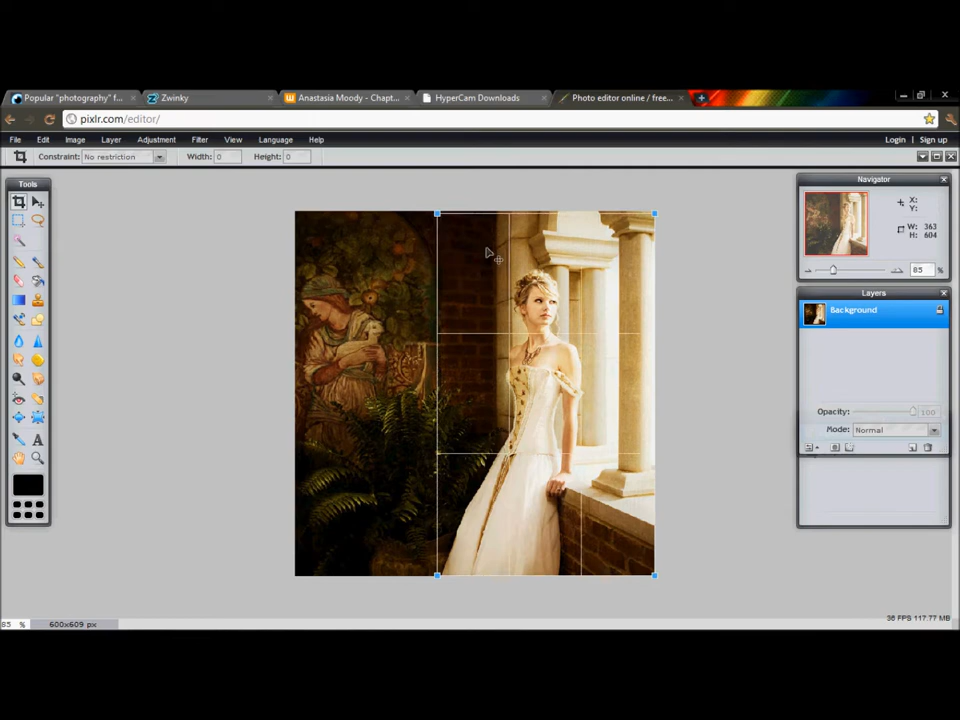 Popular "photography" f... Zwinky Anastasia Moody - Chapt... HyperCam Downloads Photo editor online / free...
pixlr.com/editor/
File Edit Image Layer Adjustment Filter View Language Help Login Sign up
Constraint: No restriction Width: 0 Height: 0
Tools
Navigator
X:
Y:
W: 363
H: 604
85 %
Layers
Background
Opacity: 100
Mode: Normal
85 % 600x609 px
38 FPS 117.77 MB